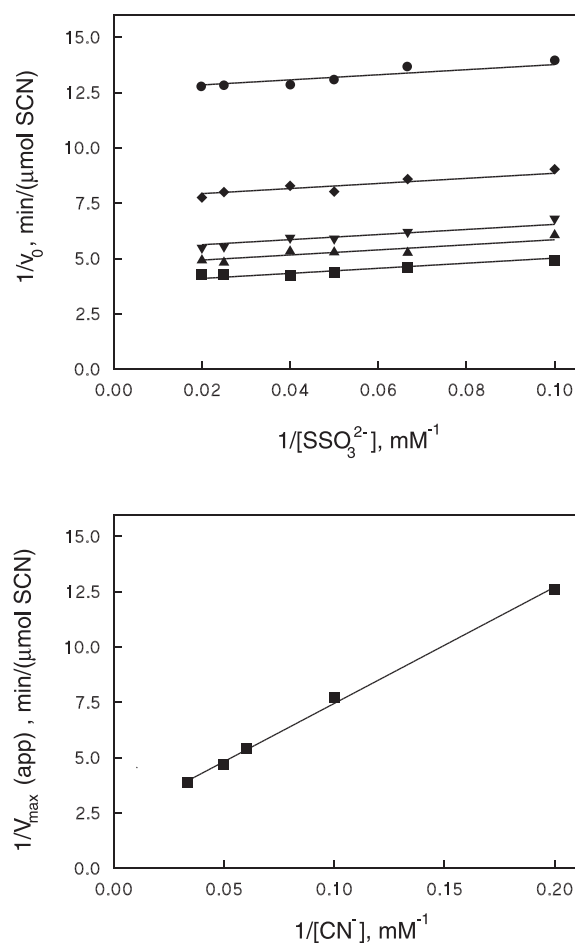 15.0
12.5
10.0
7.5
5.0
2.5
0.0
1/v₀, min/(μmol SCN)
0.00 0.02 0.04 0.06 0.08 0.10
1/[SSO₃²⁻], mM⁻¹
15.0
12.5
10.0
7.5
5.0
2.5
0.0
1/Vₘₐₓ (app) , min/(μmol SCN)
0.00 0.05 0.10 0.15 0.20
1/[CN⁻], mM⁻¹